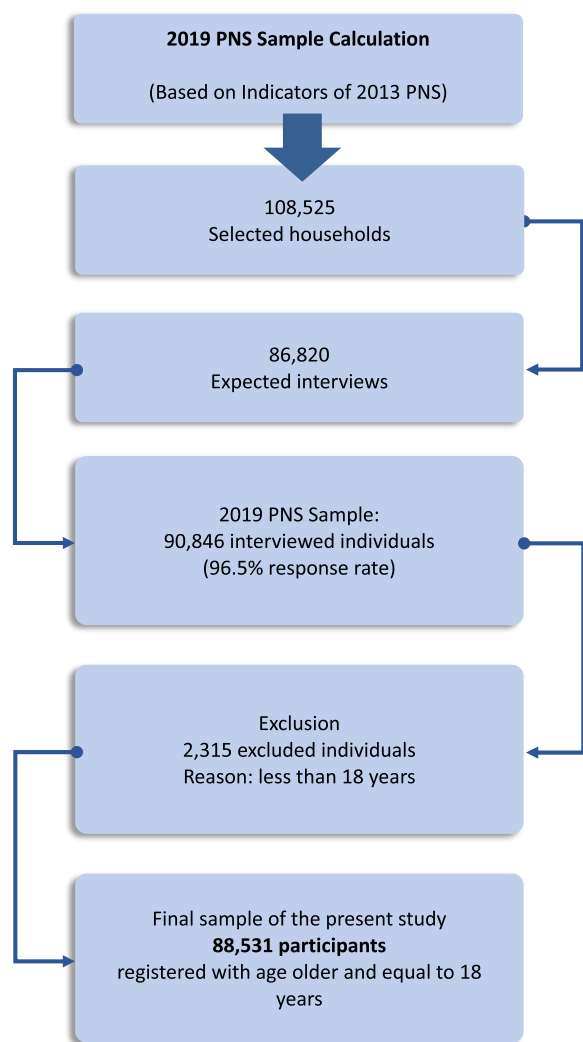 2019 PNS Sample Calculation
(Based on Indicators of 2013 PNS)
108,525
Selected households
86,820
Expected interviews
2019 PNS Sample:
90,846 interviewed individuals
(96.5% response rate)
Exclusion
2,315 excluded individuals
Reason: less than 18 years
Final sample of the present study
88,531 participants
registered with age older and equal to 18
years